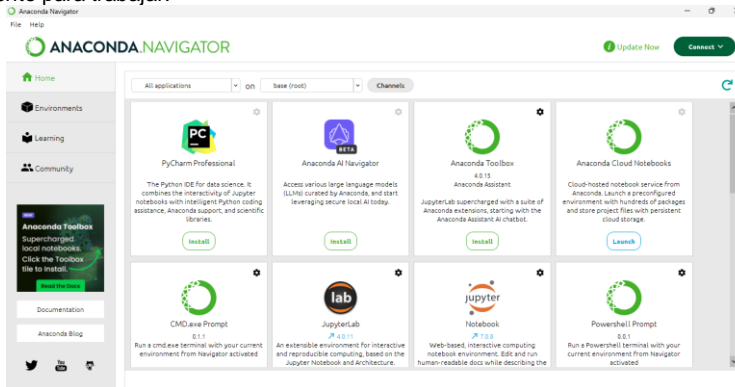 ente para trabajar.
Anaconda Navigator
File Help
ANACONDA.NAVIGATOR
Update Now
Connect
Home
Environments
Learning
Community
All applications
on
base (root)
Channels
PC
PyCharm Professional
The Python IDE for data science. It
combines the interactivity of Jupyter
notebooks with intelligent Python coding
assistance, Anaconda support, and scientific
libraries.
Install
BETA
Anaconda AI Navigator
Access various large language models
(LLMs) curated by Anaconda, and start
leveraging secure local AI today.
Install
Anaconda Toolbox
4.0.15
Anaconda Assistant
JupyterLab supercharged with a suite of
Anaconda extensions, starting with the
Anaconda Assistant AI chatbot.
Install
Anaconda Cloud Notebooks
Cloud-hosted notebook service from
Anaconda. Launch a preconfigured
environment with hundreds of packages
and store project files with persistent
cloud storage.
Launch
NEW
Anaconda Toolbox
Supercharged
local notebooks.
Click the Toolbox
tile to install.
Read the Docs
Documentation
Anaconda Blog
You
Tube
CMD.exe Prompt
0.1.1
Run a cmd.exe terminal with your current
environment from Navigator activated
lab
JupyterLab
4.0.11
An extensible environment for interactive
and reproducible computing, based on the
Jupyter Notebook and Architecture.
jupyter
Notebook
7.0.8
Web-based, interactive computing
notebook environment. Edit and run
human-readable docs while describing the
Powershell Prompt
0.0.1
Run a Powershell terminal with your
current environment from Navigator
activated